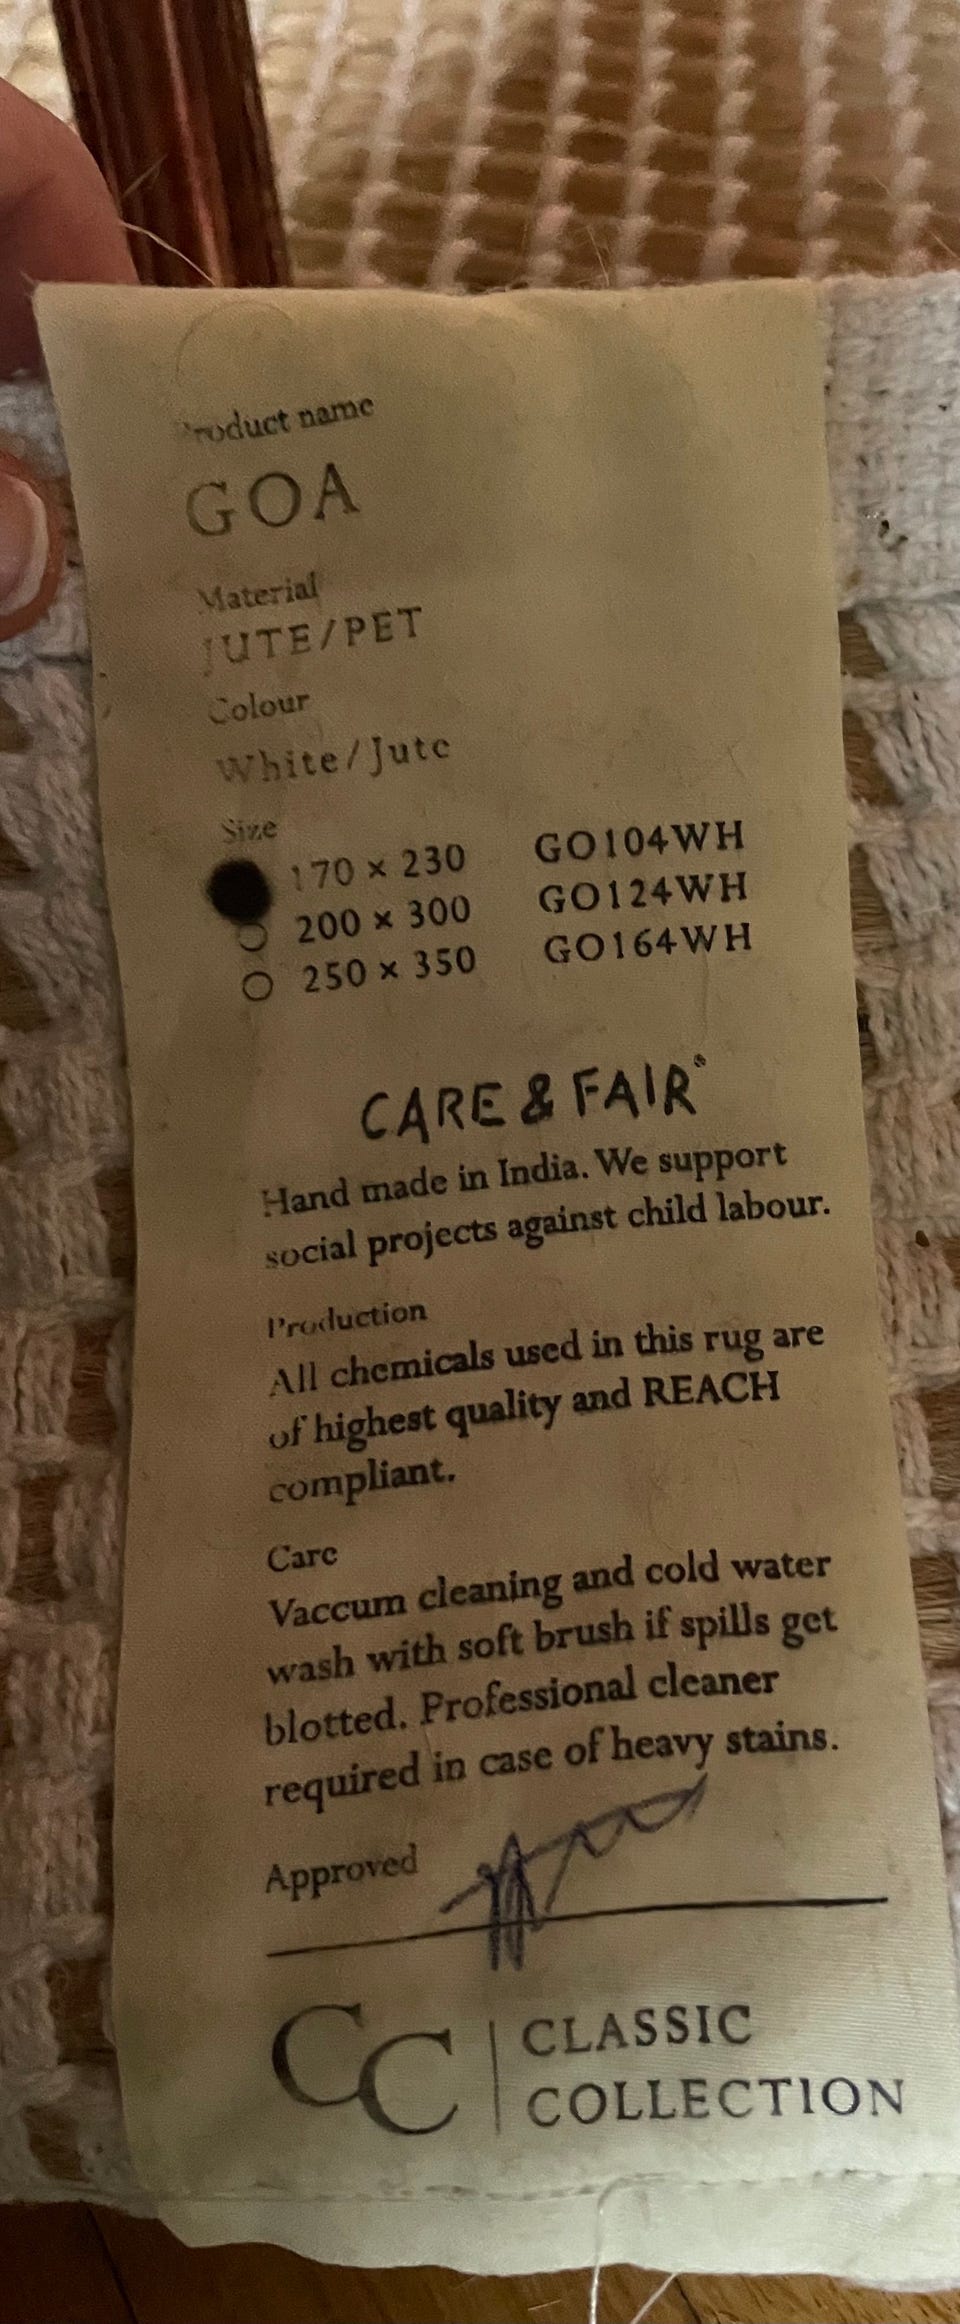 Product name
GOA
Material
JUTE/PET
Colour
White/Jute
Size
170 × 230 GO104WH
200 × 300 GO124WH
250 × 350 GO164WH
CARE & FAIR®
Hand made in India. We support
social projects against child labour.
Production
All chemicals used in this rug are
of highest quality and REACH
compliant.
Care
Vaccum cleaning and cold water
wash with soft brush if spills get
blotted. Professional cleaner
required in case of heavy stains.
Approved
CC | CLASSIC
COLLECTION